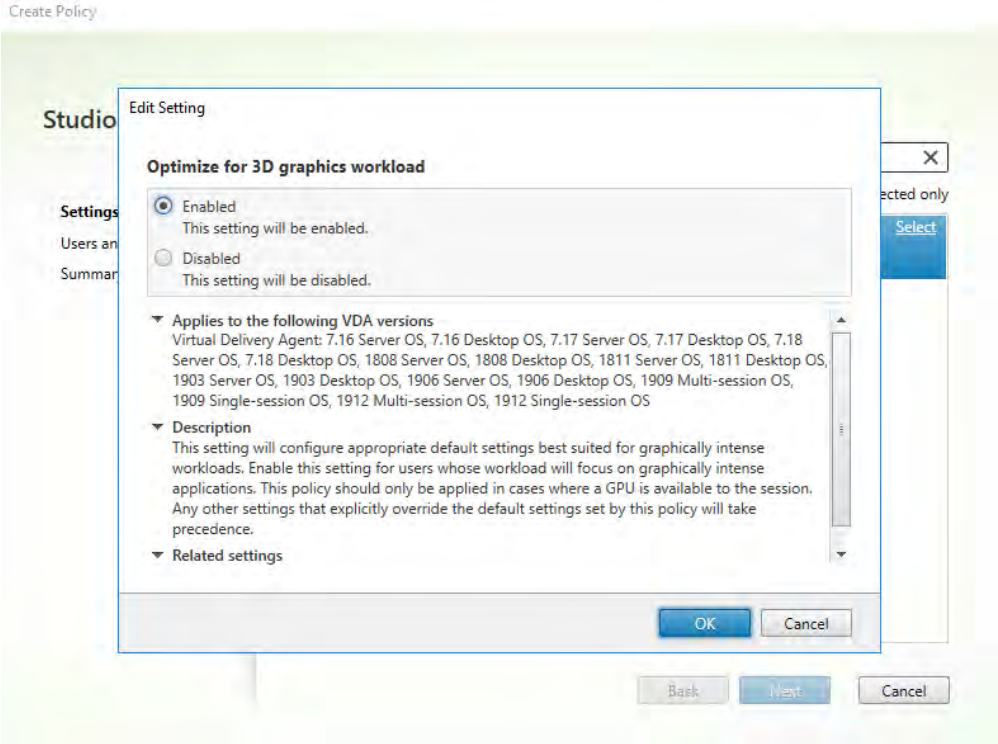 Create Policy
Studio
Edit Setting
Optimize for 3D graphics workload
Enabled
This setting will be enabled.
Disabled
This setting will be disabled.
ected only
Settings
Select
Users an
Summar
Applies to the following VDA versions
Virtual Delivery Agent: 7.16 Server OS, 7.16 Desktop OS, 7.17 Server OS, 7.17 Desktop OS, 7.18
Server OS, 7.18 Desktop OS, 1808 Server OS, 1808 Desktop OS, 1811 Server OS, 1811 Desktop OS,
1903 Server OS, 1903 Desktop OS, 1906 Server OS, 1906 Desktop OS, 1909 Multi-session OS,
1909 Single-session OS, 1912 Multi-session OS, 1912 Single-session OS
Description
This setting will configure appropriate default settings best suited for graphically intense
workloads. Enable this setting for users whose workload will focus on graphically intense
applications. This policy should only be applied in cases where a GPU is available to the session.
Any other settings that explicitly override the default settings set by this policy will take
precedence.
Related settings
OK
Cancel
Back
Next
Cancel